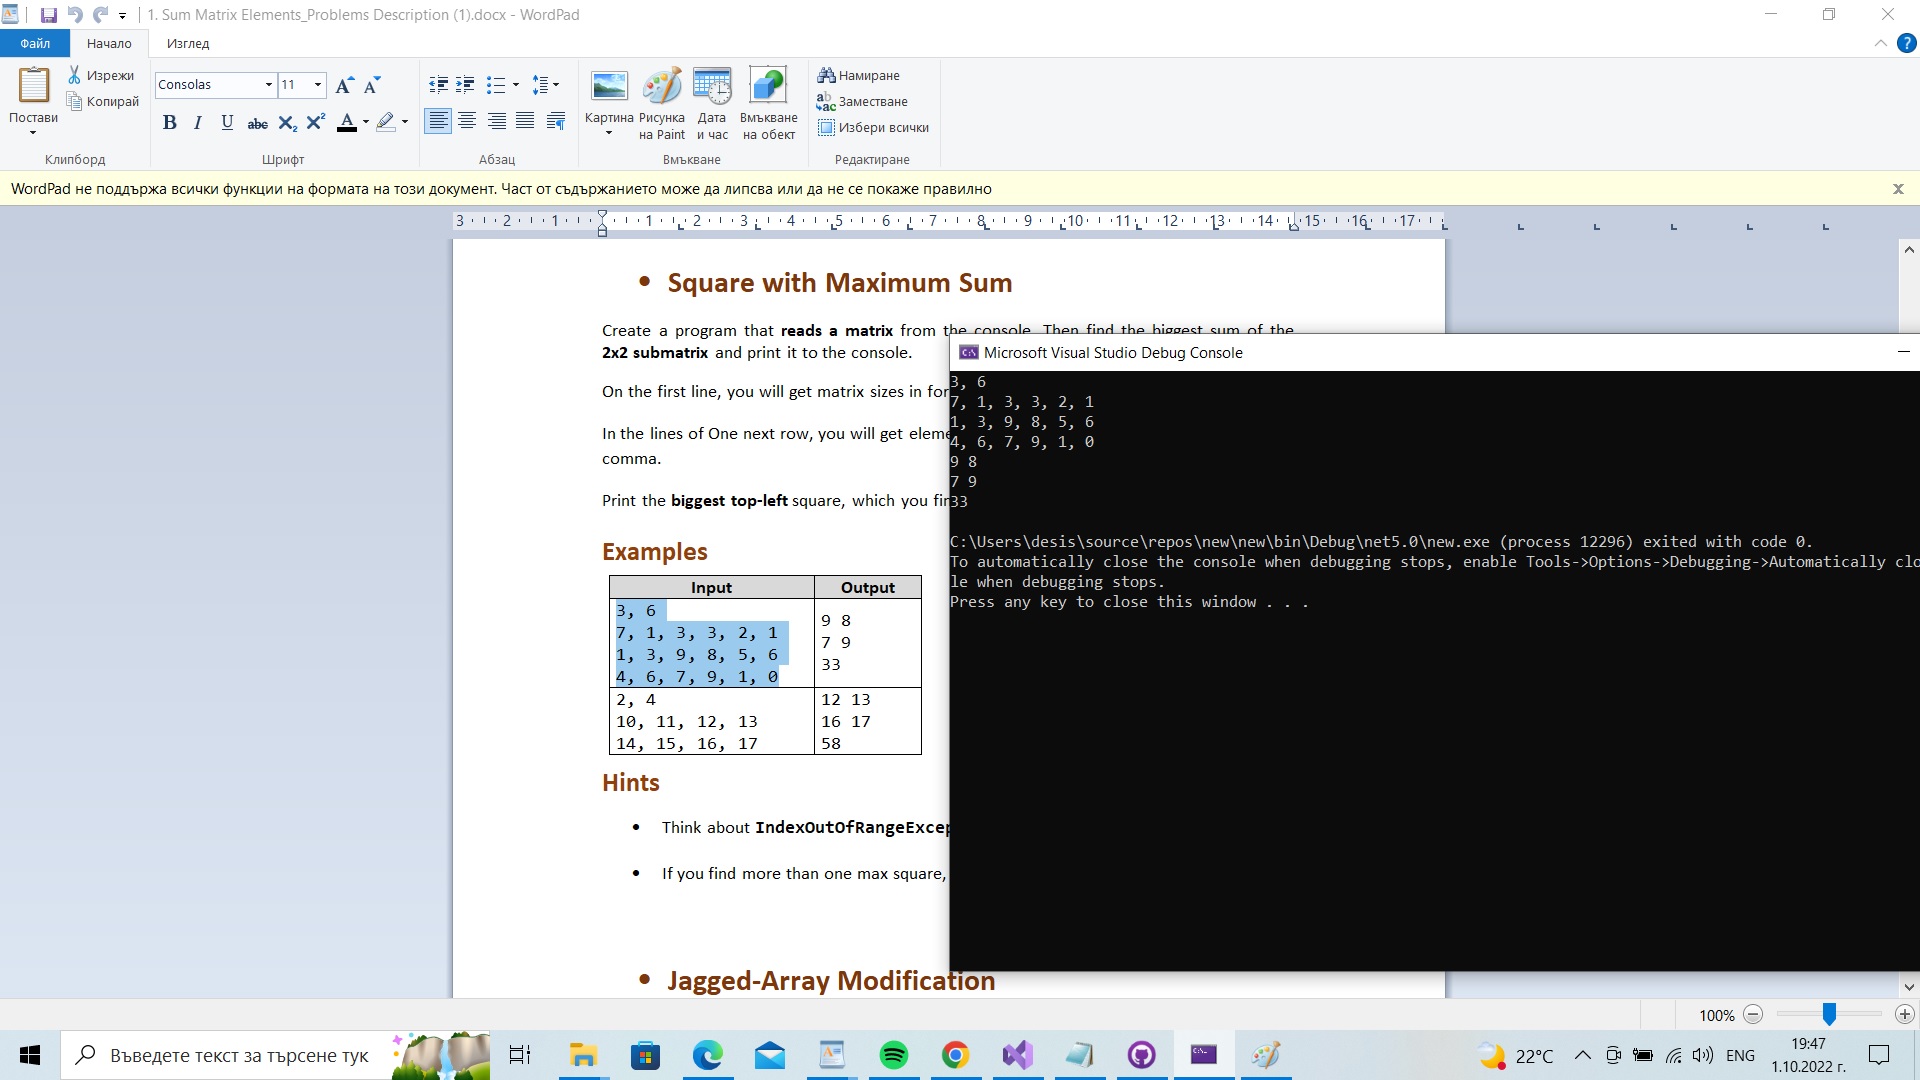 1. Sum Matrix Elements_Problems Description (1).docx - WordPad
Файл
Начало
Изглед
Постави
Изрежи
Копирай
Клипборд
Consolas
11
B I U abc X₂ X² A
Шрифт
Абзац
Картина
Рисунка на Paint
Дата и час
Вмъкване на обект
Вмъкване
Намиране
Заместване
Избери всички
Редактиране
WordPad не поддържа всички функции на формата на този документ. Част от съдържанието може да липсва или да не се покаже правилно
3 2 1 1 2 3 4 5 6 7 8 9 10 11 12 13 14 15 16 17
• Square with Maximum Sum
Create a program that reads a matrix from the console. Then find the biggest sum of the
2x2 submatrix and print it to the console.
On the first line, you will get matrix sizes in for
In the lines of One next row, you will get eleme
comma.
Print the biggest top-left square, which you fin
Examples
Input Output
3, 6
7, 1, 3, 3, 2, 1
1, 3, 9, 8, 5, 6
4, 6, 7, 9, 1, 0
9 8
7 9
33
2, 4
10, 11, 12, 13
14, 15, 16, 17
12 13
16 17
58
Hints
• Think about IndexOutOfRangeExcep
• If you find more than one max square,
• Jagged-Array Modification
Microsoft Visual Studio Debug Console
3, 6
7, 1, 3, 3, 2, 1
1, 3, 9, 8, 5, 6
4, 6, 7, 9, 1, 0
9 8
7 9
33
C:\Users\desis\source\repos\new\new\bin\Debug\net5.0\new.exe (process 12296) exited with code 0.
To automatically close the console when debugging stops, enable Tools->Options->Debugging->Automatically clo
le when debugging stops.
Press any key to close this window . . .
100%
Въведете текст за търсене тук
22°C
ENG
19:47
1.10.2022 г.